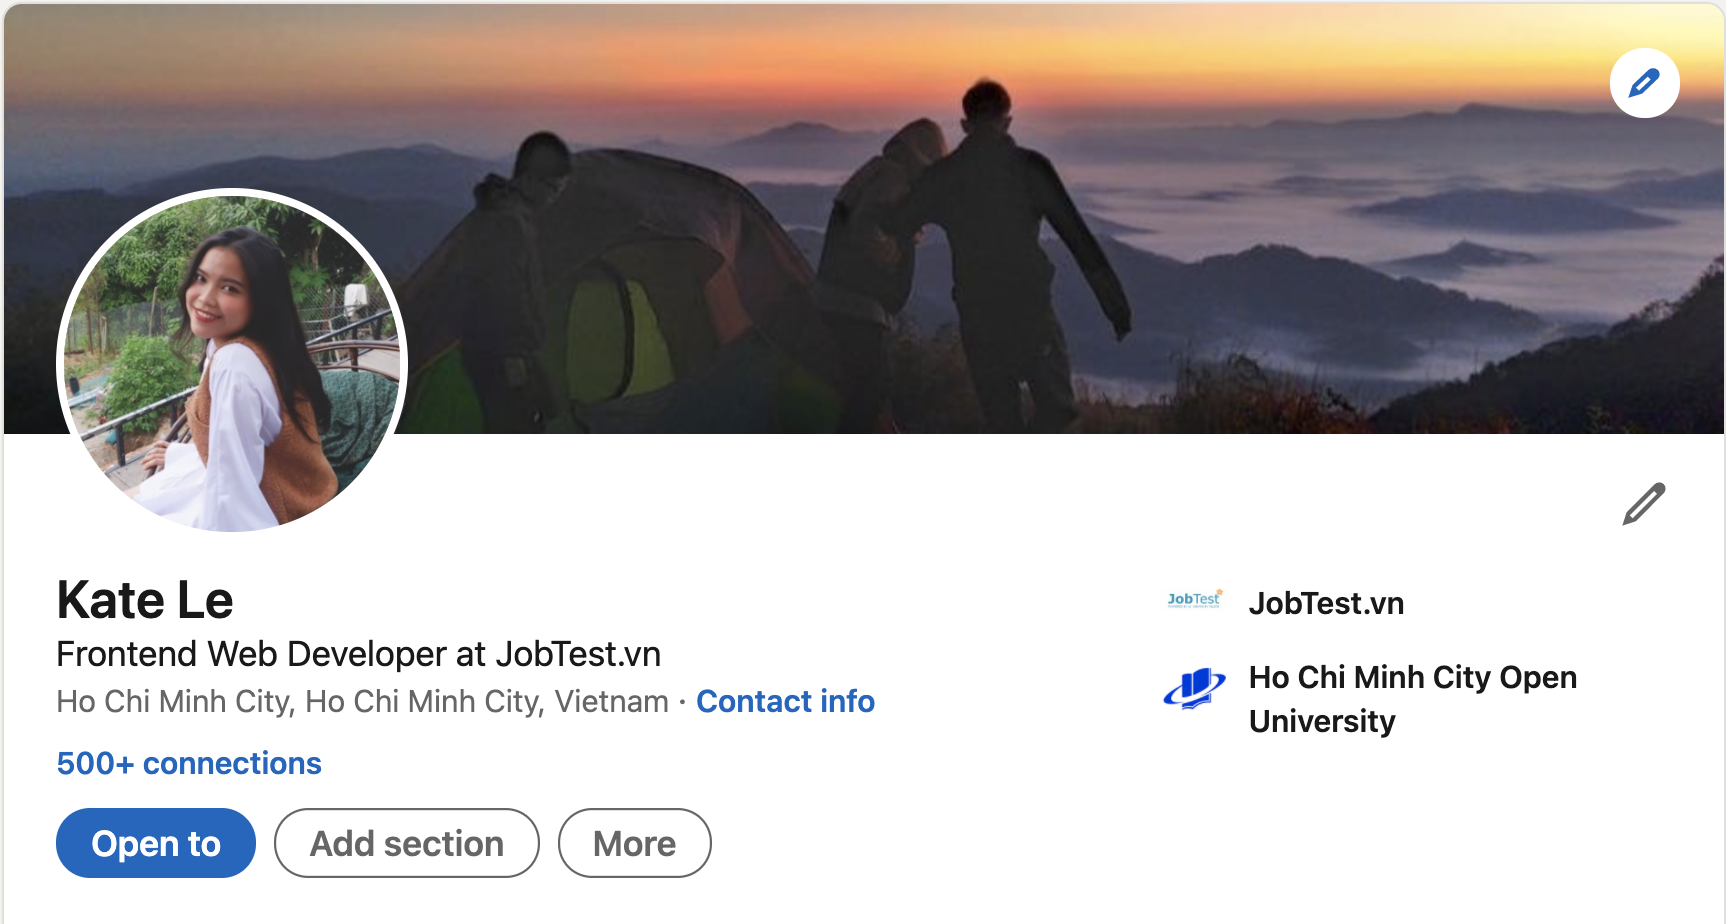 Kate Le
Frontend Web Developer at JobTest.vn
Ho Chi Minh City, Ho Chi Minh City, Vietnam · Contact info
500+ connections
Open to
Add section
More
JobTest
JobTest.vn
Ho Chi Minh City Open
University